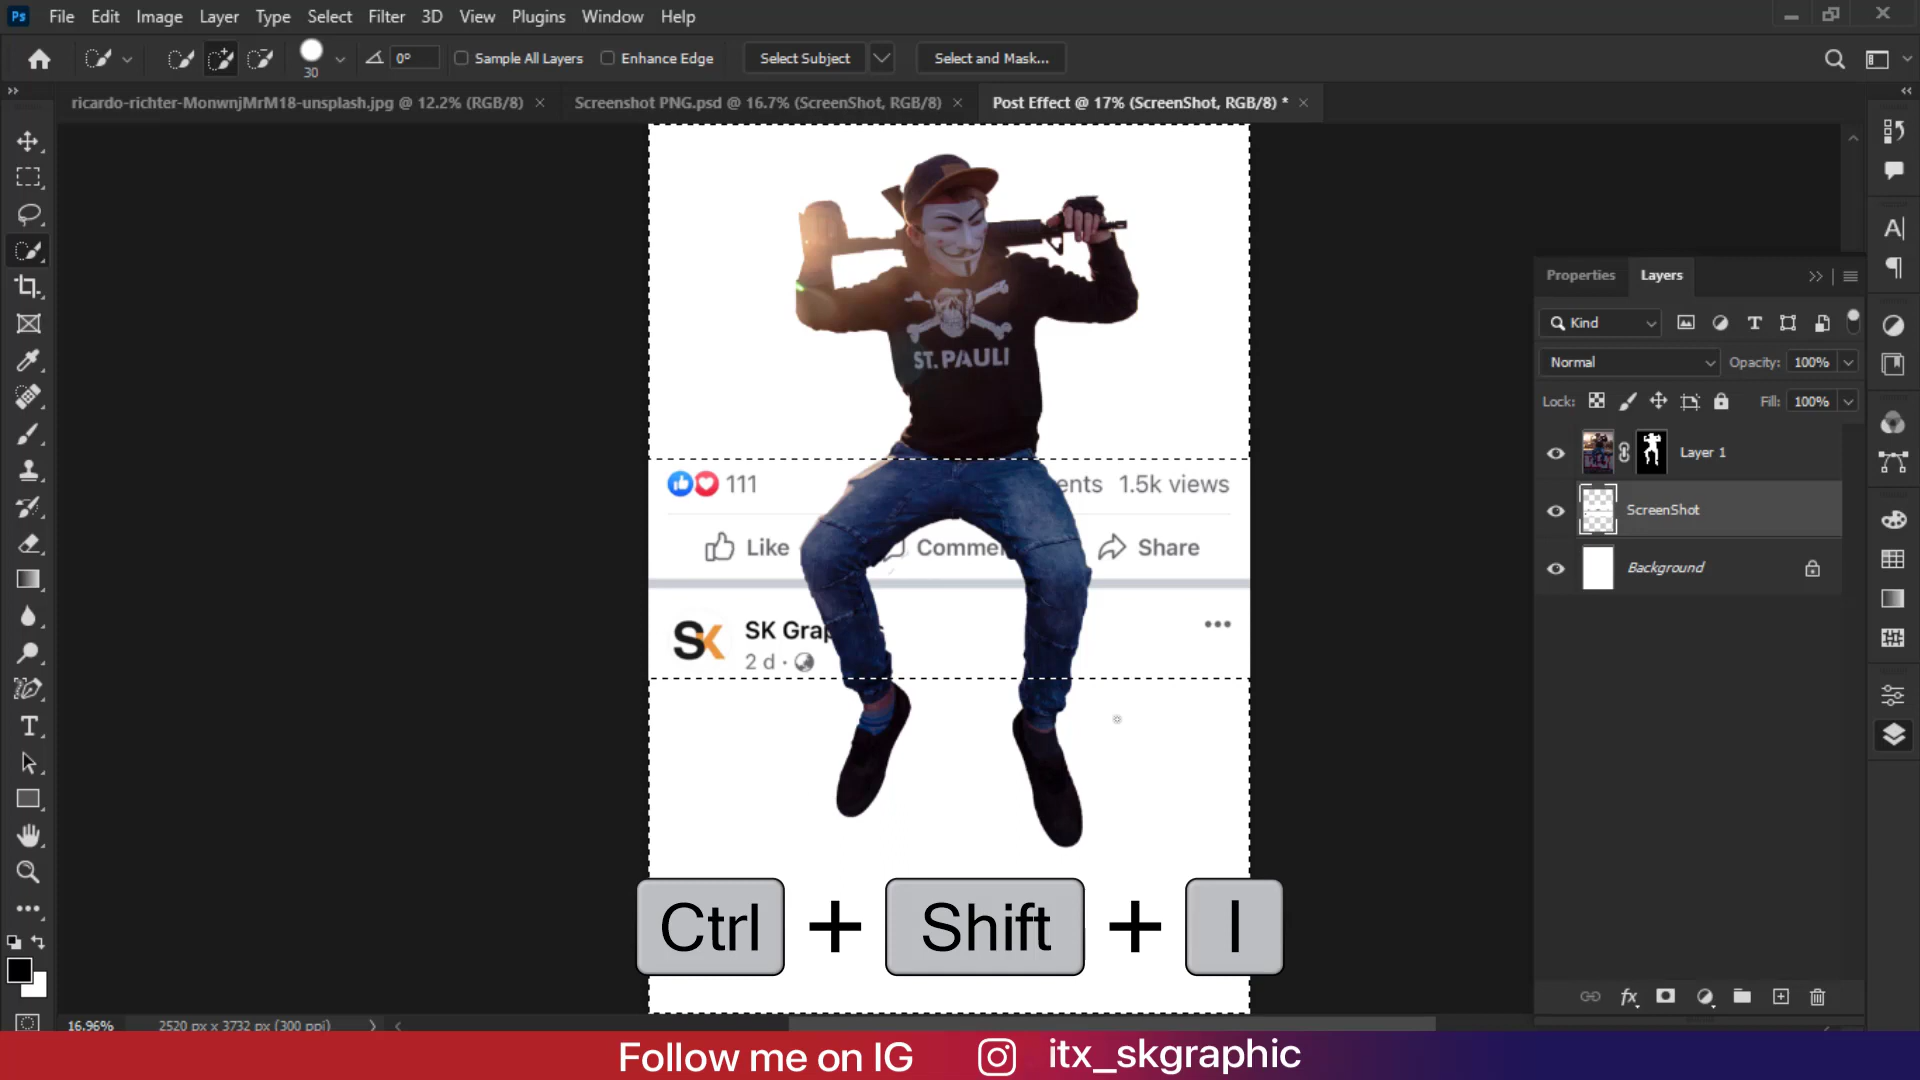 Ps File Edit Image Layer Type Select Filter 3D View Plugins Window Help
30 0° Sample All Layers Enhance Edge Select Subject Select and Mask...
ricardo-richter-MonwnjMrM18-unsplash.jpg @ 12.2% (RGB/8) × Screenshot PNG.psd @ 16.7% (ScreenShot, RGB/8) × Post Effect @ 17% (ScreenShot, RGB/8) * ×
ST. PAULI
111 ents 1.5k views
Like Commen Share
SK SK Grap s
2 d ·
Properties Layers
Kind
Normal Opacity: 100%
Lock: Fill: 100%
Layer 1
ScreenShot
Background
fx
Ctrl + Shift + I
16.96% 2520 px x 3732 px (300 ppi)
Follow me on IG itx_skgraphic